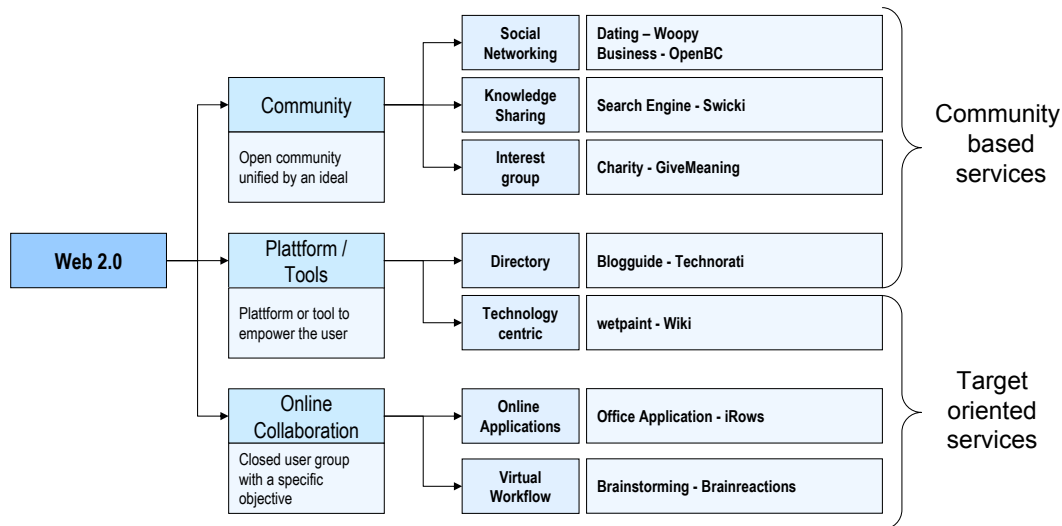 Web 2.0
Community
Open community
unified by an ideal
Social
Networking
Dating – Woopy
Business - OpenBC
Knowledge
Sharing
Search Engine - Swicki
Interest
group
Charity - GiveMeaning
Plattform /
Tools
Plattform or tool to
empower the user
Directory
Blogguide - Technorati
Technology
centric
wetpaint - Wiki
Online
Collaboration
Closed user group
with a specific
objective
Online
Applications
Office Application - iRows
Virtual
Workflow
Brainstorming - Brainreactions
Community
based
services
Target
oriented
services